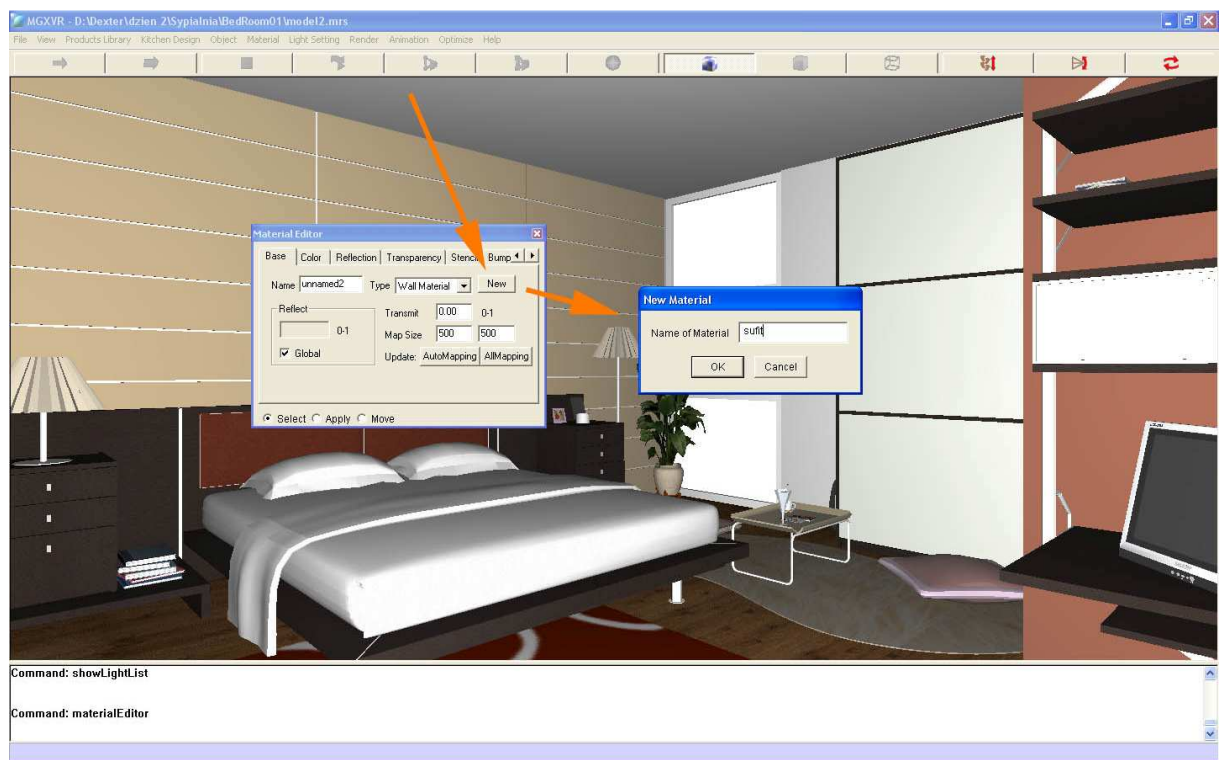 MGXVR - D:\Dexter\dzien 2\Sypialnia\BedRoom01\model2.mrs
File View Products Library Kitchen Design Object Material Light Setting Render Animation Optimize Help
Material Editor
Base Color Reflection Transparency Stencil Bump
Name unnamed2 Type Wall Material New
Reflect
0-1
Global
Transmit 0.00 0-1
Map Size 500 500
Update: AutoMapping AllMapping
Select Apply Move
New Material
Name of Material sufit
OK Cancel
Command: showLightList
Command: materialEditor